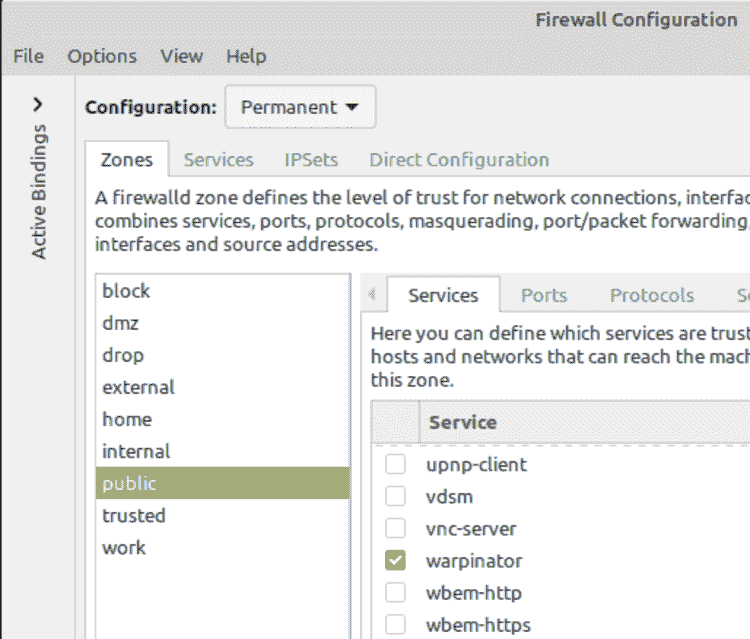 Firewall Configuration
File Options View Help
Active Bindings
Configuration: Permanent
Zones Services IPSets Direct Configuration
A firewalld zone defines the level of trust for network connections, interfac
combines services, ports, protocols, masquerading, port/packet forwarding,
interfaces and source addresses.
block
dmz
drop
external
home
internal
public
trusted
work
Services Ports Protocols
Here you can define which services are trust
hosts and networks that can reach the mach
this zone.
Service
upnp-client
vdsm
vnc-server
warpinator
wbem-http
wbem-https